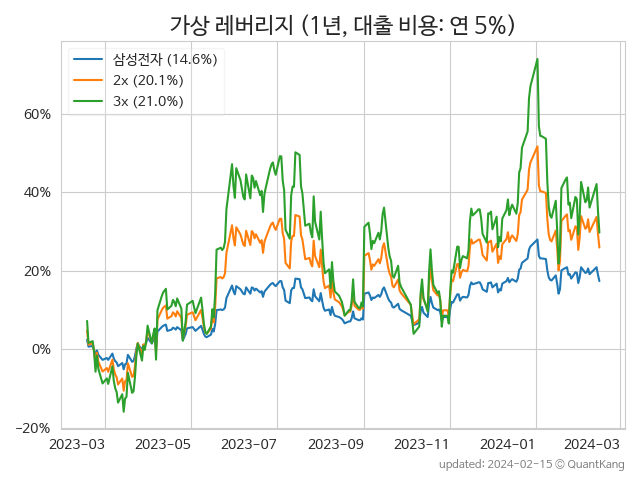 가상 레버리지 (1년, 대출 비용: 연 5%)
삼성전자 (14.6%)
2x (20.1%)
3x (21.0%)
60%
40%
20%
0%
−20%
2023-03 2023-05 2023-07 2023-09 2023-11 2024-01 2024-03
updated: 2024-02-15 © QuantKang